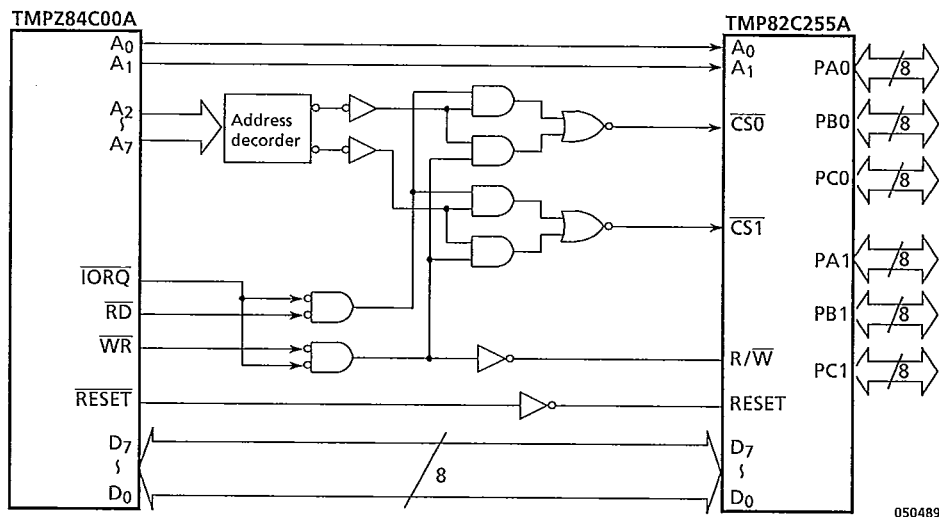 TMPZ84C00A
TMP82C255A
A0
A1
A2
~
A7
Address
decorder
IORQ
RD
WR
RESET
D7
~
D0
8
A0
A1
CS0
CS1
R/W
RESET
D7
~
D0
PA0
8
PB0
8
PC0
8
PA1
8
PB1
8
PC1
8
050489